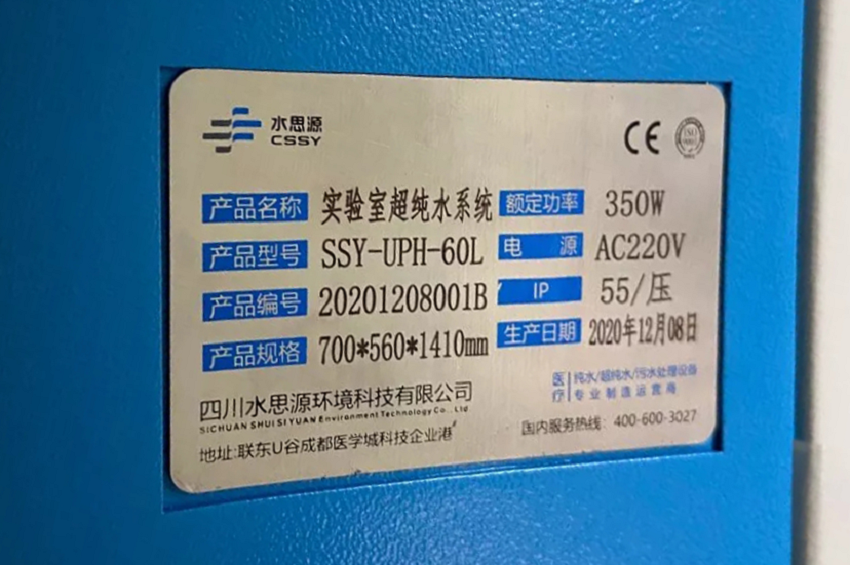 水思源
CSSY
CE
ISO
产品名称 实验室超纯水系统 额定功率 350W
产品型号 SSY-UPH-60L 电 源 AC220V
产品编号 20201208001B IP 55/压
产品规格 700*560*1410mm 生产日期 2020年12月08日
四川水思源环境科技有限公司
SICHUAN SHUI SI YUAN Environment Technology Co., Ltd
医疗 纯水/超纯水/污水处理设备
专业制造运营商
地址:联东U谷成都医学城科技企业港
国内服务热线: 400-600-3027